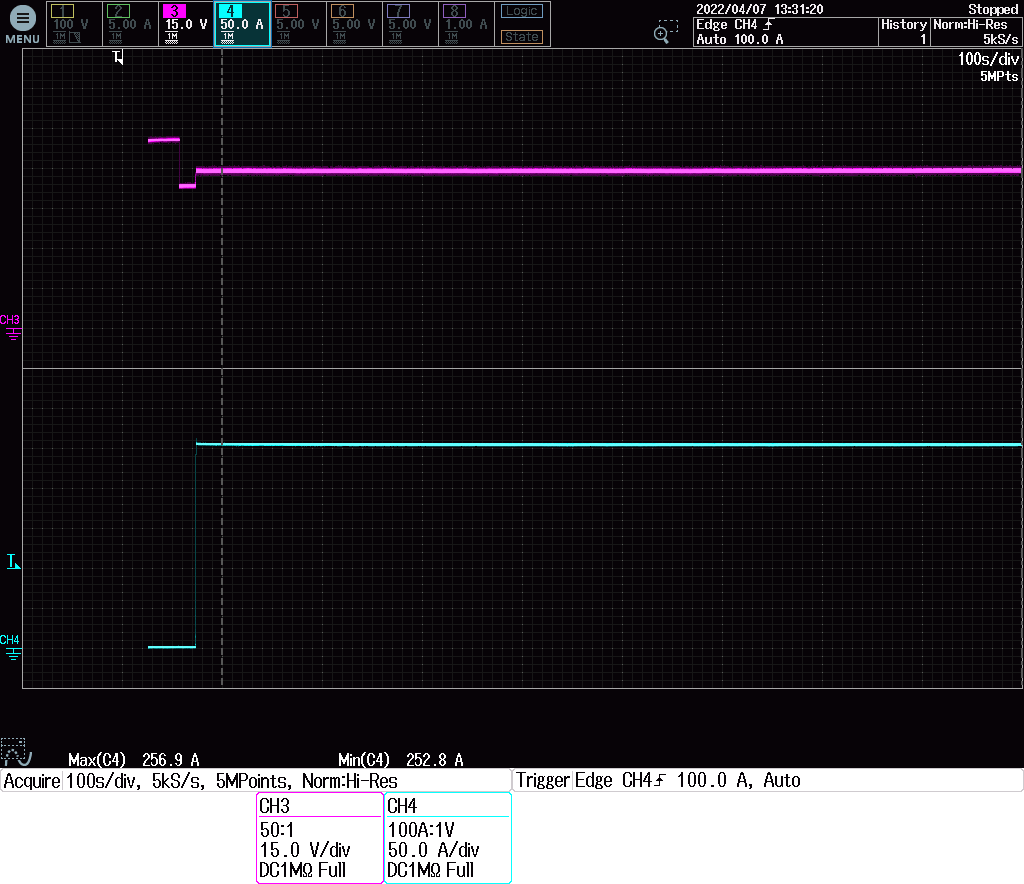 MENU
1 100 V 1M
2 5.00 A 1M
3 15.0 V 1M
4 50.0 A 1M
5 5.00 V 1M
6 5.00 V 1M
7 5.00 V 1M
8 1.00 A 1M
Logic
State
2022/04/07 13:31:20 Stopped
Edge CH4
Auto 100.0 A
History
1
Norm:Hi-Res
5kS/s
T
100s/div
5MPts
CH3
T
CH4
Max(C4) 256.9 A Min(C4) 252.8 A
Acquire 100s/div, 5kS/s, 5MPoints, Norm:Hi-Res Trigger Edge CH4 100.0 A, Auto
CH3
50:1
15.0 V/div
DC1MΩ Full
CH4
100A:1V
50.0 A/div
DC1MΩ Full